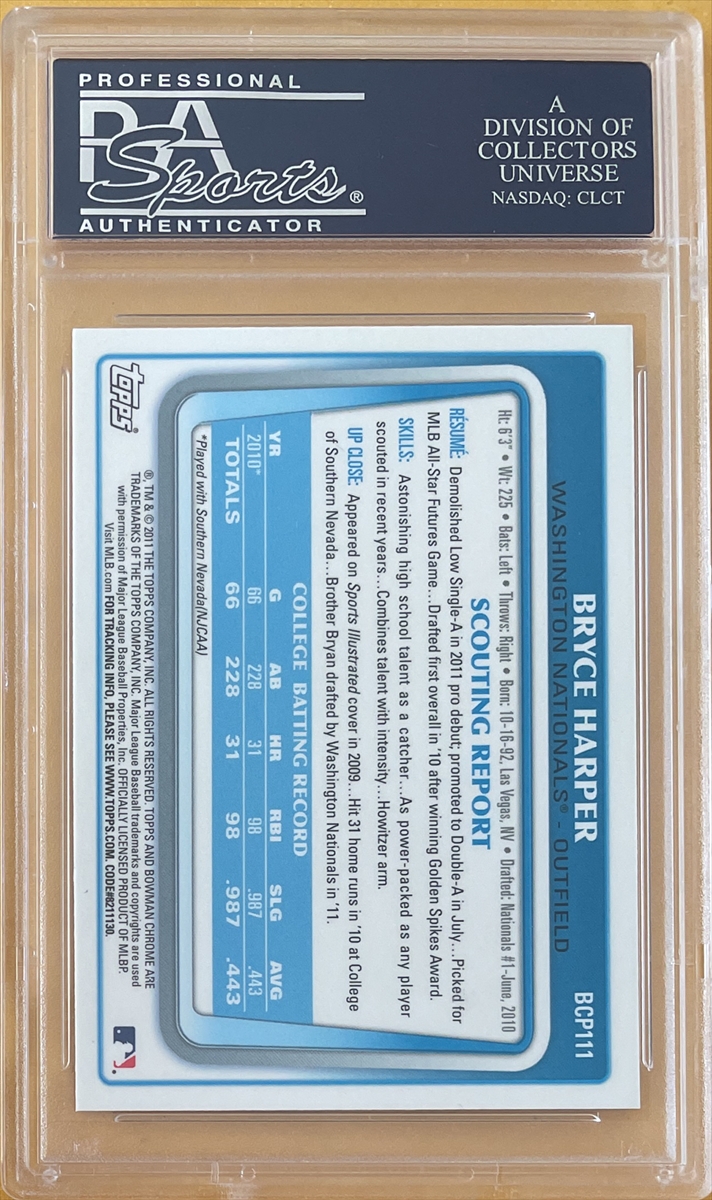 PROFESSIONAL
PSA
Sports®
AUTHENTICATOR
A
DIVISION OF
COLLECTORS
UNIVERSE
NASDAQ: CLCT
BRYCE HARPER
BCP111
WASHINGTON NATIONALS® - OUTFIELD
Ht: 6'3" • Wt: 225 • Bats: Left • Throws: Right • Born: 10-16-92, Las Vegas, NV • Drafted: Nationals #1-June, 2010
SCOUTING REPORT
RÉSUMÉ: Demolished Low Single-A in 2011 pro debut; promoted to Double-A in July...Picked for
MLB All-Star Futures Game...Drafted first overall in '10 after winning Golden Spikes Award.
SKILLS: Astonishing high school talent as a catcher....As power-packed as any player
scouted in recent years...Combines talent with intensity...Howitzer arm.
UP CLOSE: Appeared on Sports Illustrated cover in 2009....Hit 31 home runs in '10 at College
of Southern Nevada...Brother Bryan drafted by Washington Nationals in '11.
COLLEGE BATTING RECORD
YR G AB HR RBI SLG AVG
2010* 66 228 31 98 .987 .443
TOTALS 66 228 31 98 .987 .443
*Played with Southern Nevada(NJCAA)
topps®
®, TM & © 2011 THE TOPPS COMPANY, INC. ALL RIGHTS RESERVED. TOPPS AND BOWMAN CHROME ARE
TRADEMARKS OF THE TOPPS COMPANY, INC. Major League Baseball trademarks and copyrights are used
with permission of Major League Baseball Properties, Inc. OFFICIALLY LICENSED PRODUCT OF MLBP.
Visit MLB.com FOR TRACKING INFO, PLEASE SEE WWW.TOPPS.COM. CODE#8211130.